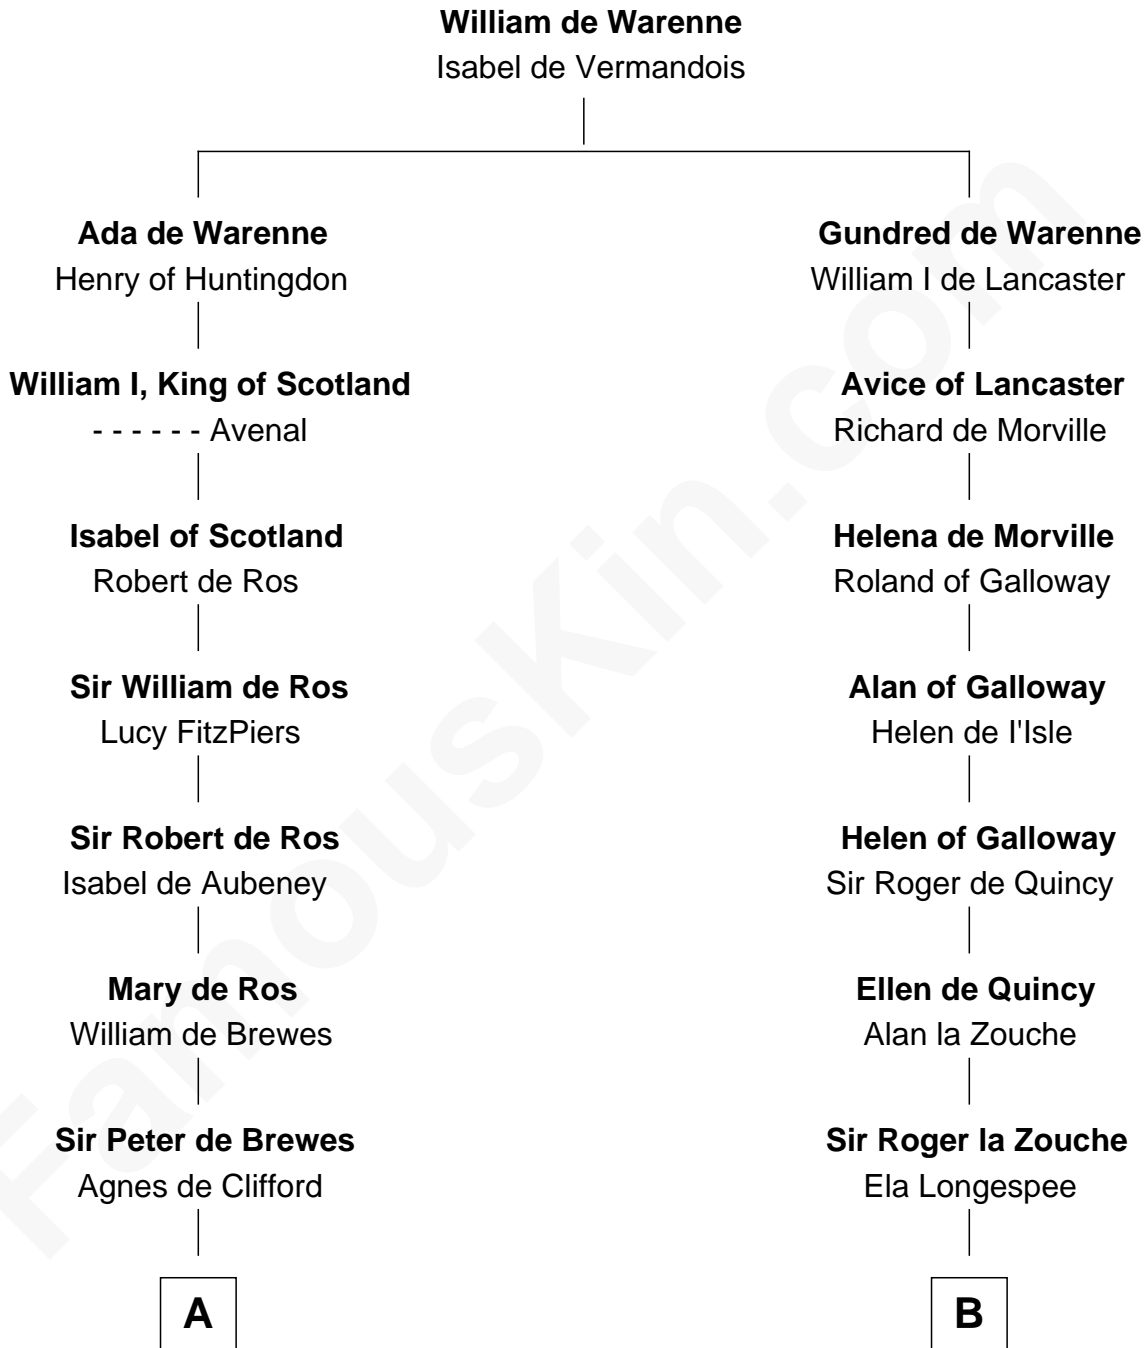 William de Warenne
Isabel de Vermandois
Ada de Warenne
Henry of Huntingdon
Gundred de Warenne
William I de Lancaster
William I, King of Scotland
- - - - - - Avenal
Avice of Lancaster
Richard de Morville
Isabel of Scotland
Robert de Ros
Helena de Morville
Roland of Galloway
Sir William de Ros
Lucy FitzPiers
Alan of Galloway
Helen de l'Isle
Sir Robert de Ros
Isabel de Aubeney
Helen of Galloway
Sir Roger de Quincy
Mary de Ros
William de Brewes
Ellen de Quincy
Alan la Zouche
Sir Peter de Brewes
Agnes de Clifford
Sir Roger la Zouche
Ela Longespee
A
B
FamousKin.com